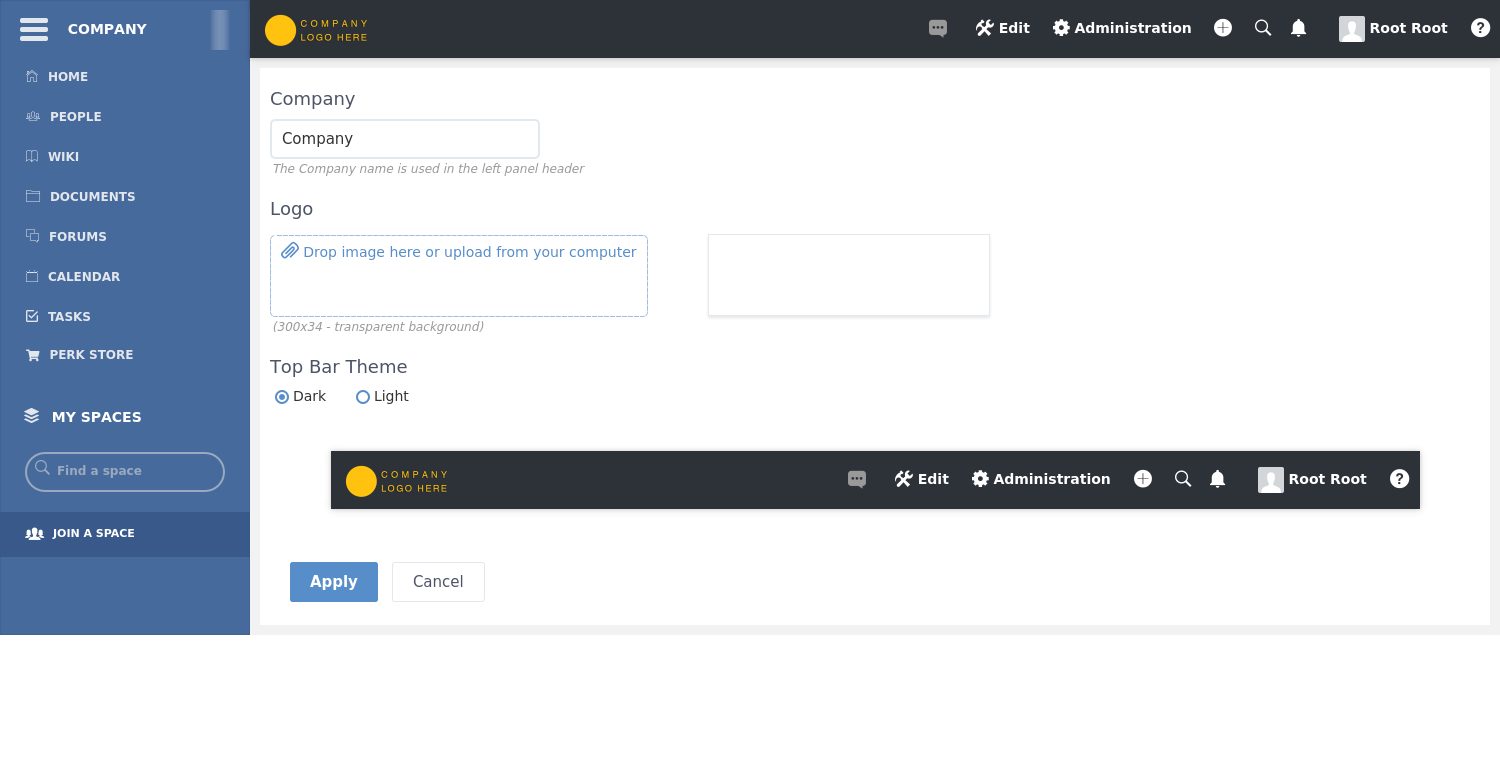 COMPANY
HOME
PEOPLE
WIKI
DOCUMENTS
FORUMS
CALENDAR
TASKS
PERK STORE
MY SPACES
Find a space
JOIN A SPACE
COMPANY
LOGO HERE
Edit
Administration
Root Root
Company
Company
The Company name is used in the left panel header
Logo
Drop image here or upload from your computer
(300x34 - transparent background)
Top Bar Theme
Dark
Light
COMPANY
LOGO HERE
Edit
Administration
Root Root
Apply
Cancel